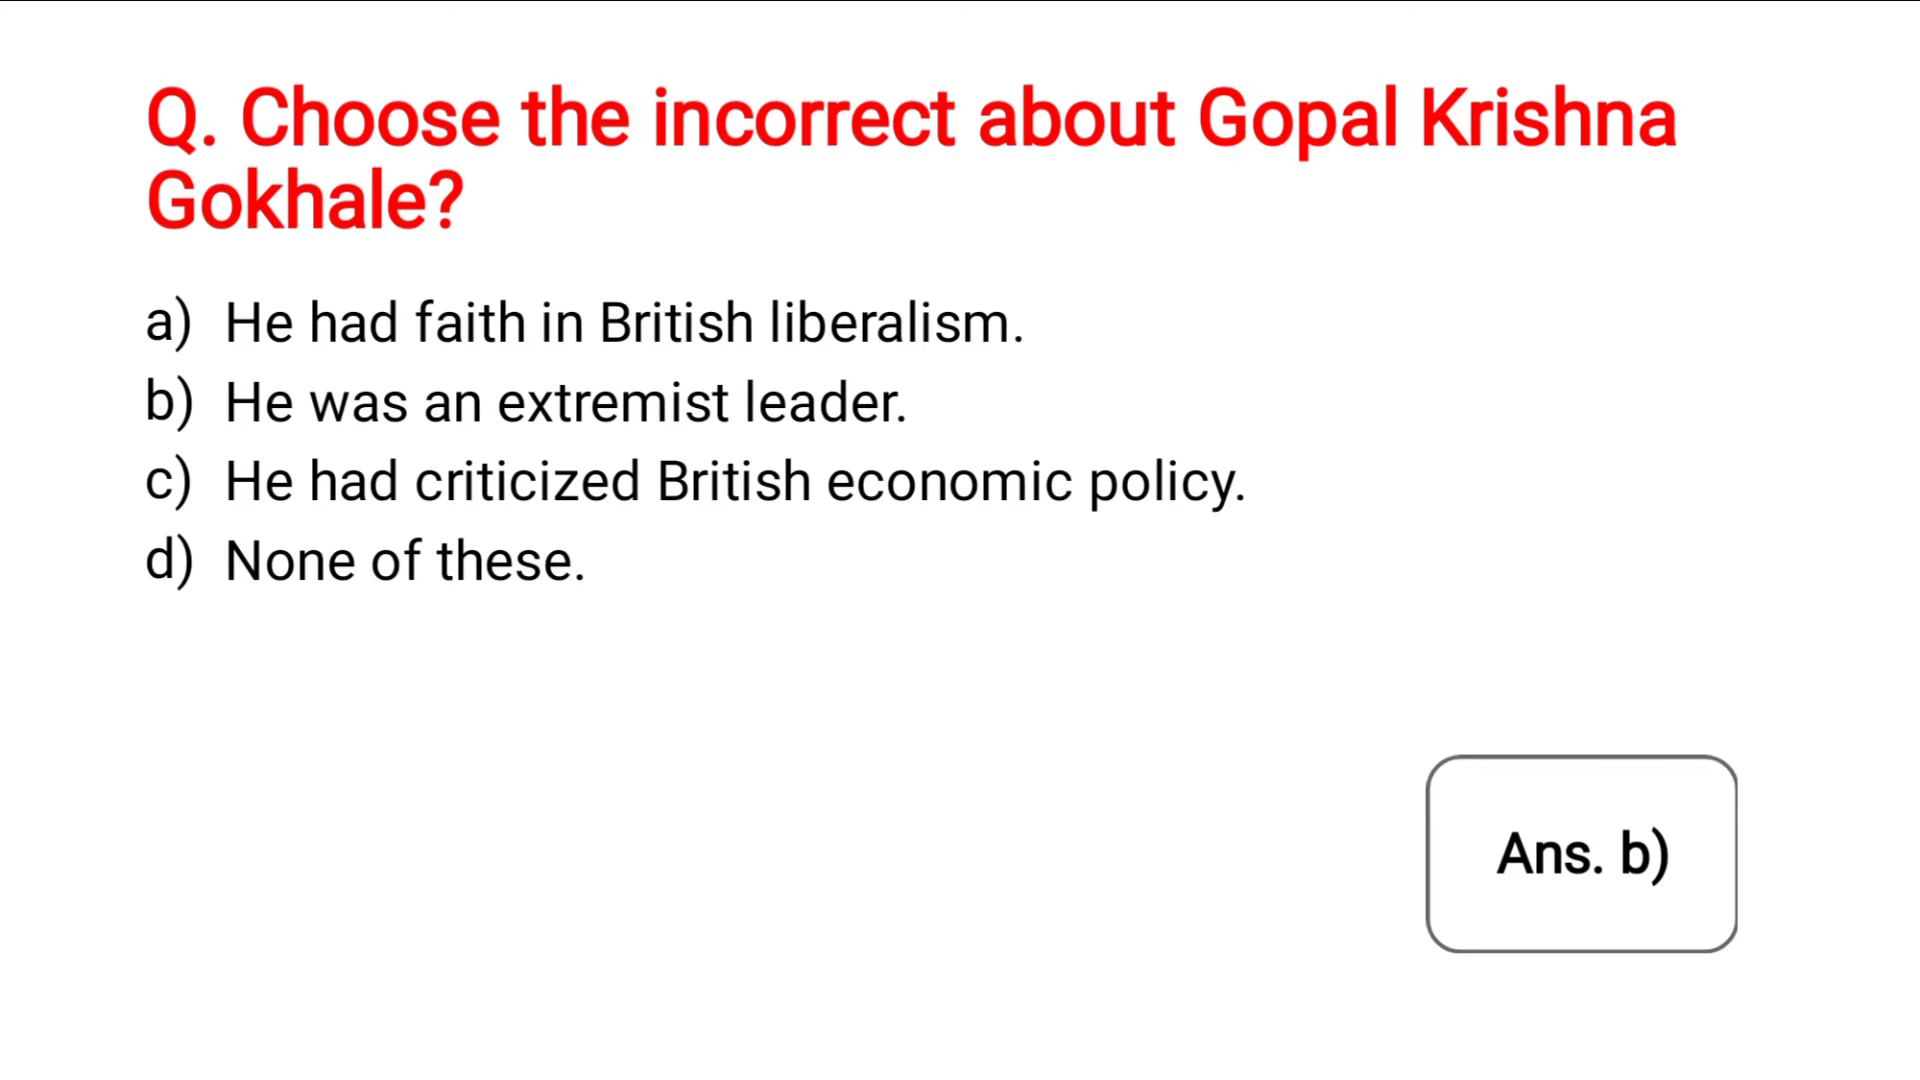 Q. Choose the incorrect about Gopal Krishna
Gokhale?
a) He had faith in British liberalism.
b) He was an extremist leader.
c) He had criticized British economic policy.
d) None of these.
Ans. b)